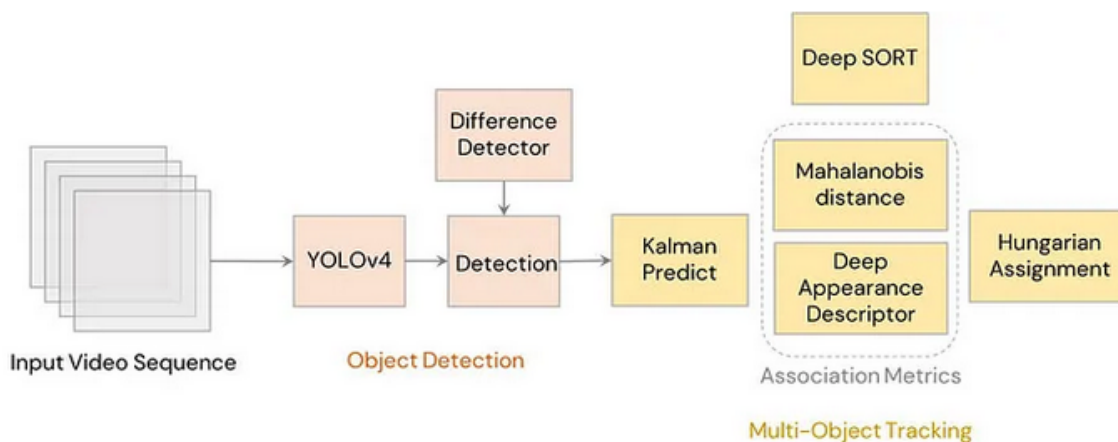 Deep SORT
Difference
Detector
Mahalanobis
distance
YOLOv4
Detection
Kalman
Predict
Deep
Appearance
Descriptor
Hungarian
Assignment
Input Video Sequence
Object Detection
Association Metrics
Multi-Object Tracking